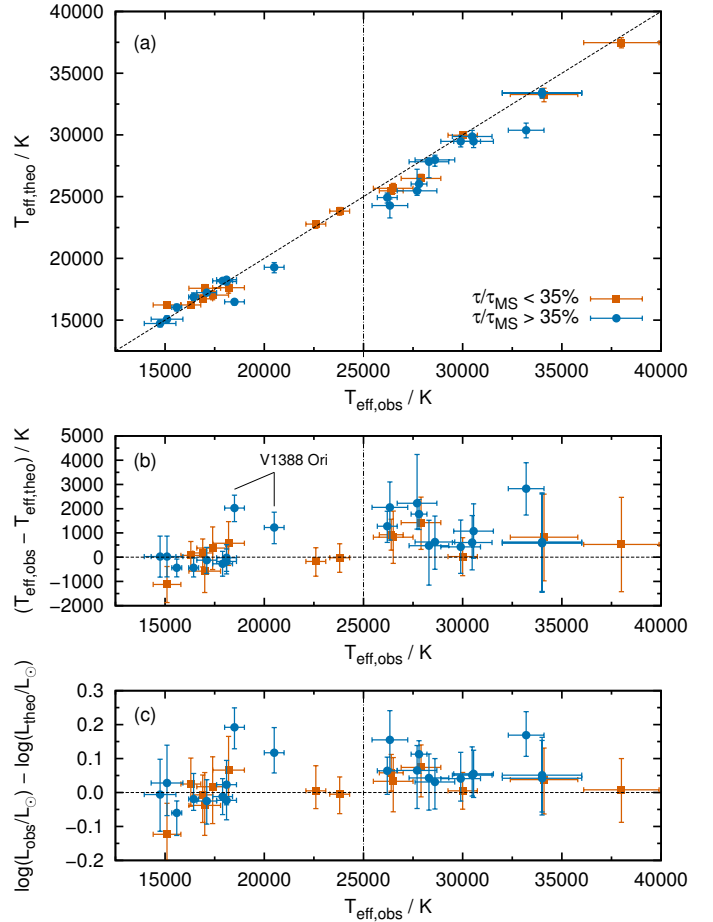 40000
35000
30000
25000
20000
15000
T_eff,theo / K
(a)
τ/τ_MS < 35%
τ/τ_MS > 35%
15000 20000 25000 30000 35000 40000
T_eff,obs / K
5000
4000
3000
2000
1000
0
−1000
−2000
(T_eff,obs − T_eff,theo) / K
(b)
V1388 Ori
15000 20000 25000 30000 35000 40000
T_eff,obs / K
0.3
0.2
0.1
0.0
−0.1
−0.2
log(L_obs/L_☉) − log(L_theo/L_☉)
(c)
15000 20000 25000 30000 35000 40000
T_eff,obs / K